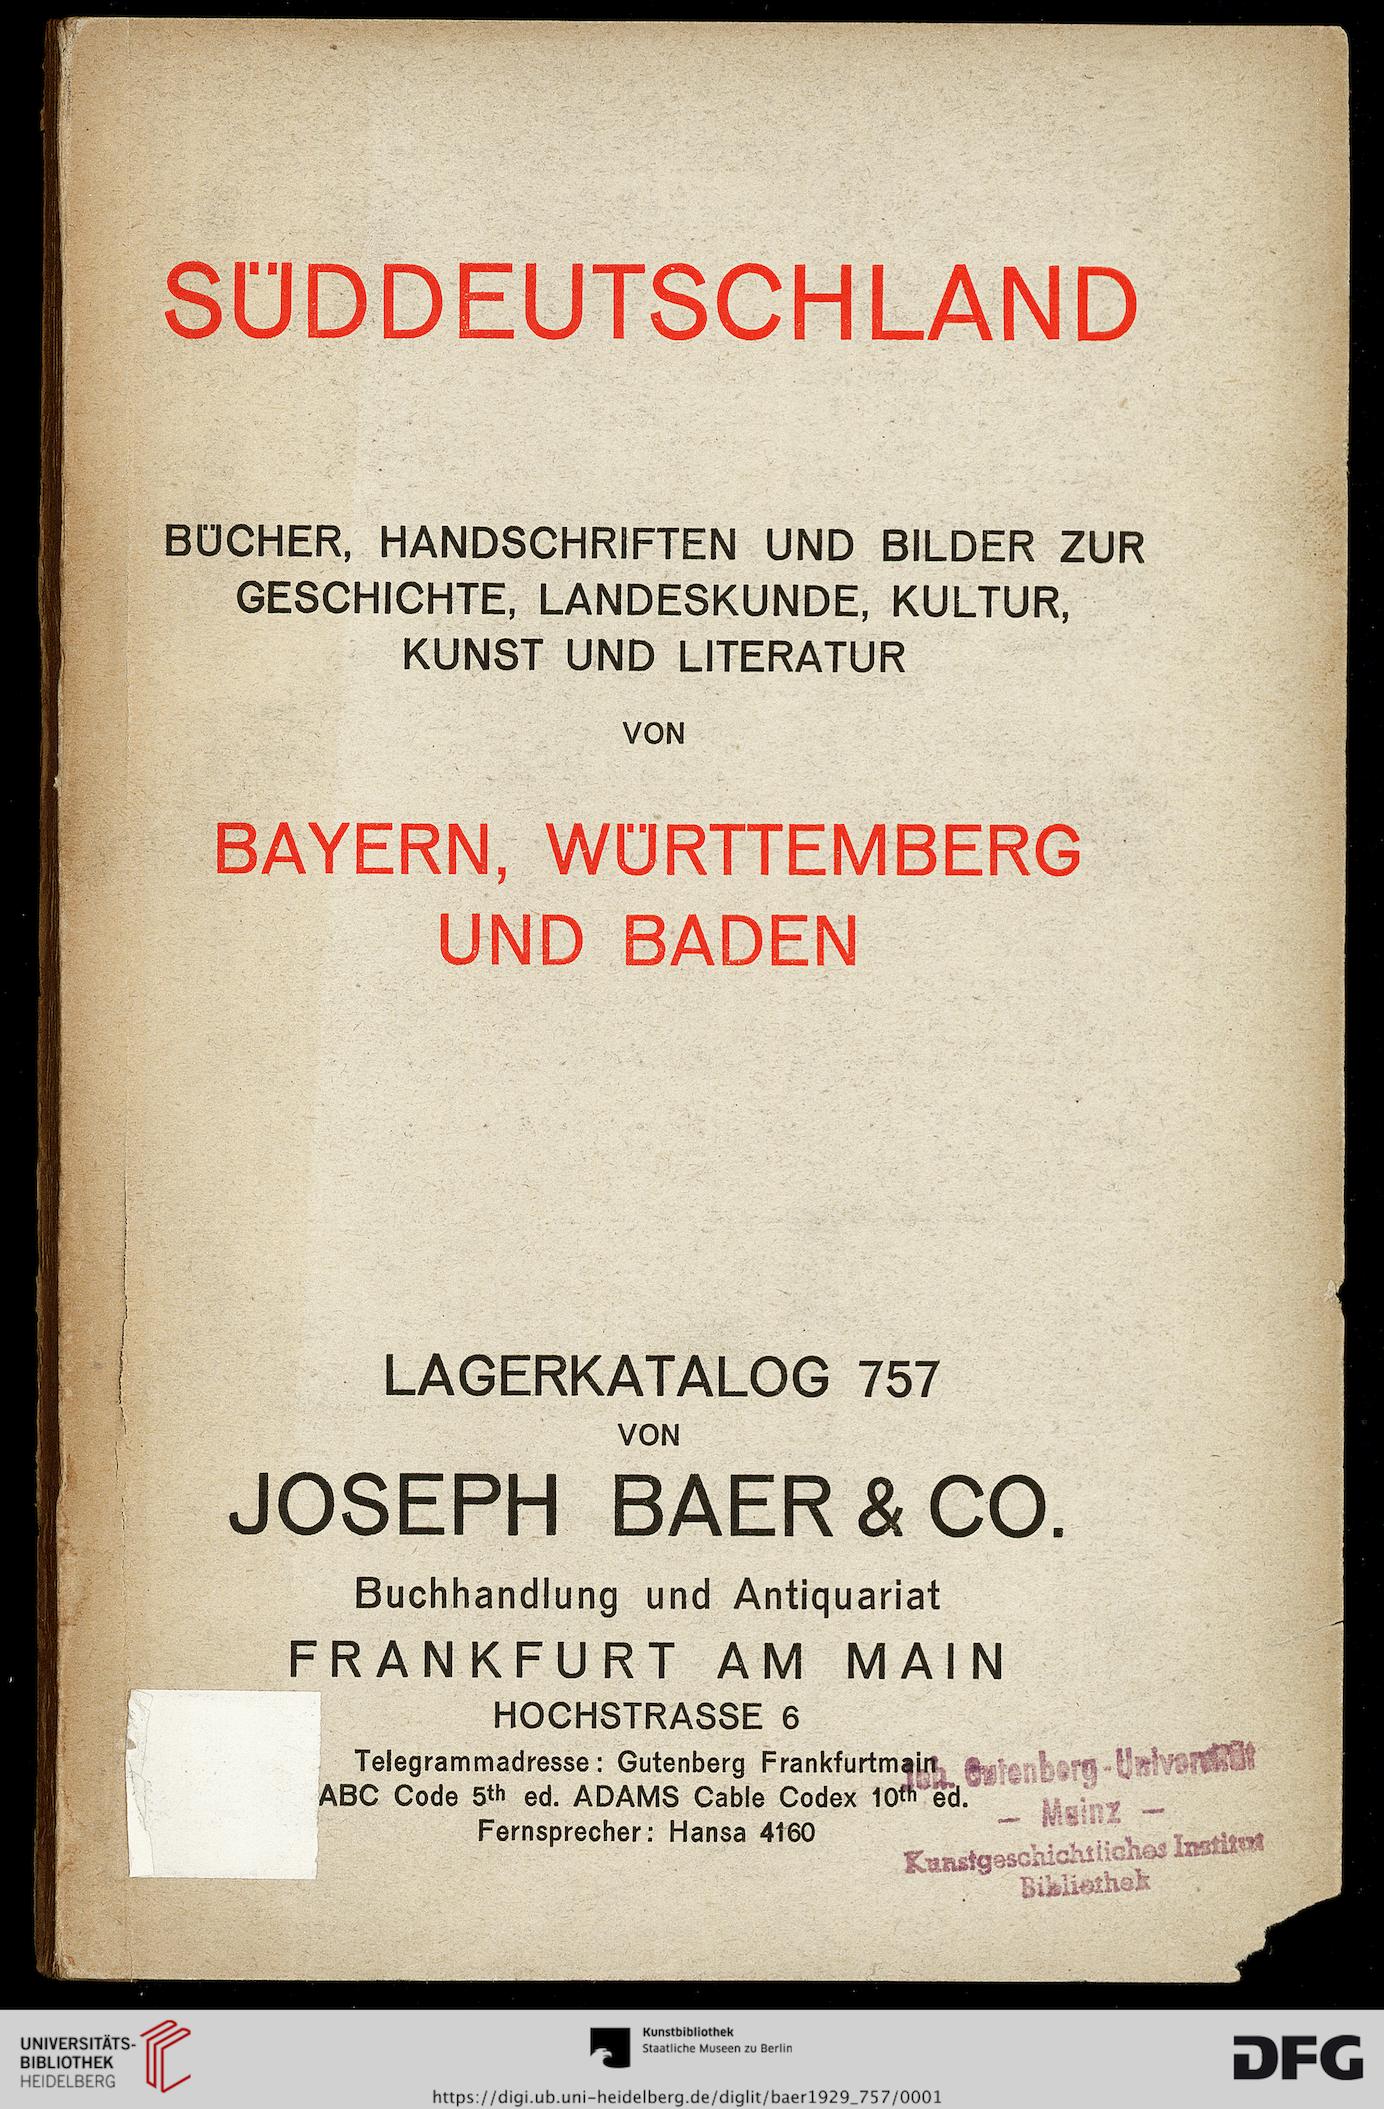 SÜDDEUTSCHLAND
BÜCHER, HANDSCHRIFTEN UND BILDER ZUR
GESCHICHTE, LANDESKUNDE, KULTUR,
KUNST UND LITERATUR
VON
BAYERN, WÜRTTEMBERG
UND BADEN
LAGERKATALOG 757
VON
JOSEPH BAER & CO.
Buchhandlung und Antiquariat
FRANKFURT AM MAIN
HOCHSTRASSE 6
Telegrammadresse: Gutenberg Frankfurtmain
ABC Code 5th ed. ADAMS Cable Codex 10th ed.
Fernsprecher: Hansa 4160
Joh. Gutenberg-Universität
— Mainz —
Kunstgeschichtliches Institut
Bibliothek
UNIVERSITÄTS-
BIBLIOTHEK
HEIDELBERG
Kunstbibliothek
Staatliche Museen zu Berlin
DFG
https://digi.ub.uni-heidelberg.de/diglit/baer1929_757/0001